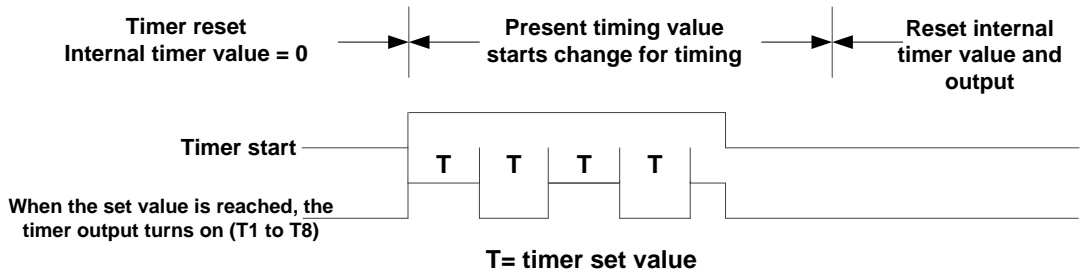 Timer reset
Internal timer value = 0
Present timing value
starts change for timing
Reset internal
timer value and
output
Timer start
T T T T
When the set value is reached, the
timer output turns on (T1 to T8)
T= timer set value